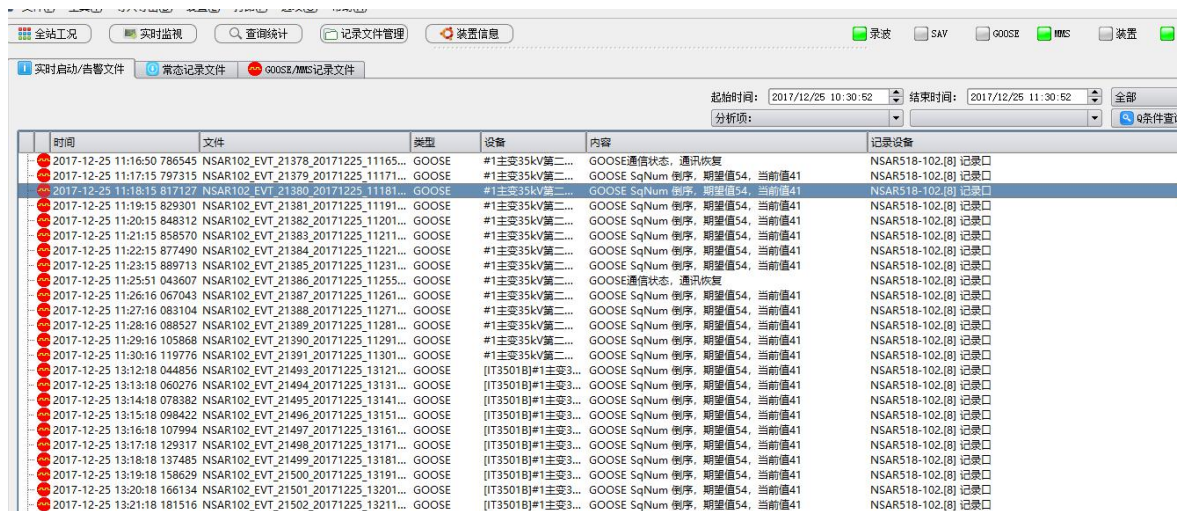 全站工况 实时监视 查询统计 记录文件管理 装置信息 录波 SAV GOOSE MMS 装置
实时启动/告警文件 常态记录文件 GOOSE/MMS记录文件
起始时间: 2017/12/25 10:30:52 结束时间: 2017/12/25 11:30:52 全部
分析项: Q条件查询
时间 文件 类型 设备 内容 记录设备
2017-12-25 11:16:50 786545 NSAR102_EVT_21378_20171225_11165... GOOSE #1主变35kV第二... GOOSE通信状态，通讯恢复 NSAR518-102.[8] 记录口
2017-12-25 11:17:15 797315 NSAR102_EVT_21379_20171225_11171... GOOSE #1主变35kV第二... GOOSE SqNum 倒序，期望值54，当前值41 NSAR518-102.[8] 记录口
2017-12-25 11:18:15 817127 NSAR102_EVT_21380_20171225_11181... GOOSE #1主变35kV第二... GOOSE SqNum 倒序，期望值54，当前值41 NSAR518-102.[8] 记录口
2017-12-25 11:19:15 829301 NSAR102_EVT_21381_20171225_11191... GOOSE #1主变35kV第二... GOOSE SqNum 倒序，期望值54，当前值41 NSAR518-102.[8] 记录口
2017-12-25 11:20:15 848312 NSAR102_EVT_21382_20171225_11201... GOOSE #1主变35kV第二... GOOSE SqNum 倒序，期望值54，当前值41 NSAR518-102.[8] 记录口
2017-12-25 11:21:15 858570 NSAR102_EVT_21383_20171225_11211... GOOSE #1主变35kV第二... GOOSE SqNum 倒序，期望值54，当前值41 NSAR518-102.[8] 记录口
2017-12-25 11:22:15 877490 NSAR102_EVT_21384_20171225_11221... GOOSE #1主变35kV第二... GOOSE SqNum 倒序，期望值54，当前值41 NSAR518-102.[8] 记录口
2017-12-25 11:23:15 889713 NSAR102_EVT_21385_20171225_11231... GOOSE #1主变35kV第二... GOOSE SqNum 倒序，期望值54，当前值41 NSAR518-102.[8] 记录口
2017-12-25 11:25:51 043607 NSAR102_EVT_21386_20171225_11255... GOOSE #1主变35kV第二... GOOSE通信状态，通讯恢复 NSAR518-102.[8] 记录口
2017-12-25 11:26:16 067043 NSAR102_EVT_21387_20171225_11261... GOOSE #1主变35kV第二... GOOSE SqNum 倒序，期望值54，当前值41 NSAR518-102.[8] 记录口
2017-12-25 11:27:16 083104 NSAR102_EVT_21388_20171225_11271... GOOSE #1主变35kV第二... GOOSE SqNum 倒序，期望值54，当前值41 NSAR518-102.[8] 记录口
2017-12-25 11:28:16 088527 NSAR102_EVT_21389_20171225_11281... GOOSE #1主变35kV第二... GOOSE SqNum 倒序，期望值54，当前值41 NSAR518-102.[8] 记录口
2017-12-25 11:29:16 105868 NSAR102_EVT_21390_20171225_11291... GOOSE #1主变35kV第二... GOOSE SqNum 倒序，期望值54，当前值41 NSAR518-102.[8] 记录口
2017-12-25 11:30:16 119776 NSAR102_EVT_21391_20171225_11301... GOOSE #1主变35kV第二... GOOSE SqNum 倒序，期望值54，当前值41 NSAR518-102.[8] 记录口
2017-12-25 13:12:18 044856 NSAR102_EVT_21493_20171225_13121... GOOSE [IT3501B]#1主变3... GOOSE SqNum 倒序，期望值54，当前值41 NSAR518-102.[8] 记录口
2017-12-25 13:13:18 060276 NSAR102_EVT_21494_20171225_13131... GOOSE [IT3501B]#1主变3... GOOSE SqNum 倒序，期望值54，当前值41 NSAR518-102.[8] 记录口
2017-12-25 13:14:18 078382 NSAR102_EVT_21495_20171225_13141... GOOSE [IT3501B]#1主变3... GOOSE SqNum 倒序，期望值54，当前值41 NSAR518-102.[8] 记录口
2017-12-25 13:15:18 098422 NSAR102_EVT_21496_20171225_13151... GOOSE [IT3501B]#1主变3... GOOSE SqNum 倒序，期望值54，当前值41 NSAR518-102.[8] 记录口
2017-12-25 13:16:18 107994 NSAR102_EVT_21497_20171225_13161... GOOSE [IT3501B]#1主变3... GOOSE SqNum 倒序，期望值54，当前值41 NSAR518-102.[8] 记录口
2017-12-25 13:17:18 129317 NSAR102_EVT_21498_20171225_13171... GOOSE [IT3501B]#1主变3... GOOSE SqNum 倒序，期望值54，当前值41 NSAR518-102.[8] 记录口
2017-12-25 13:18:18 137485 NSAR102_EVT_21499_20171225_13181... GOOSE [IT3501B]#1主变3... GOOSE SqNum 倒序，期望值54，当前值41 NSAR518-102.[8] 记录口
2017-12-25 13:19:18 158629 NSAR102_EVT_21500_20171225_13191... GOOSE [IT3501B]#1主变3... GOOSE SqNum 倒序，期望值54，当前值41 NSAR518-102.[8] 记录口
2017-12-25 13:20:18 166134 NSAR102_EVT_21501_20171225_13201... GOOSE [IT3501B]#1主变3... GOOSE SqNum 倒序，期望值54，当前值41 NSAR518-102.[8] 记录口
2017-12-25 13:21:18 181516 NSAR102_EVT_21502_20171225_13211... GOOSE [IT3501B]#1主变3... GOOSE SqNum 倒序，期望值54，当前值41 NSAR518-102.[8] 记录口